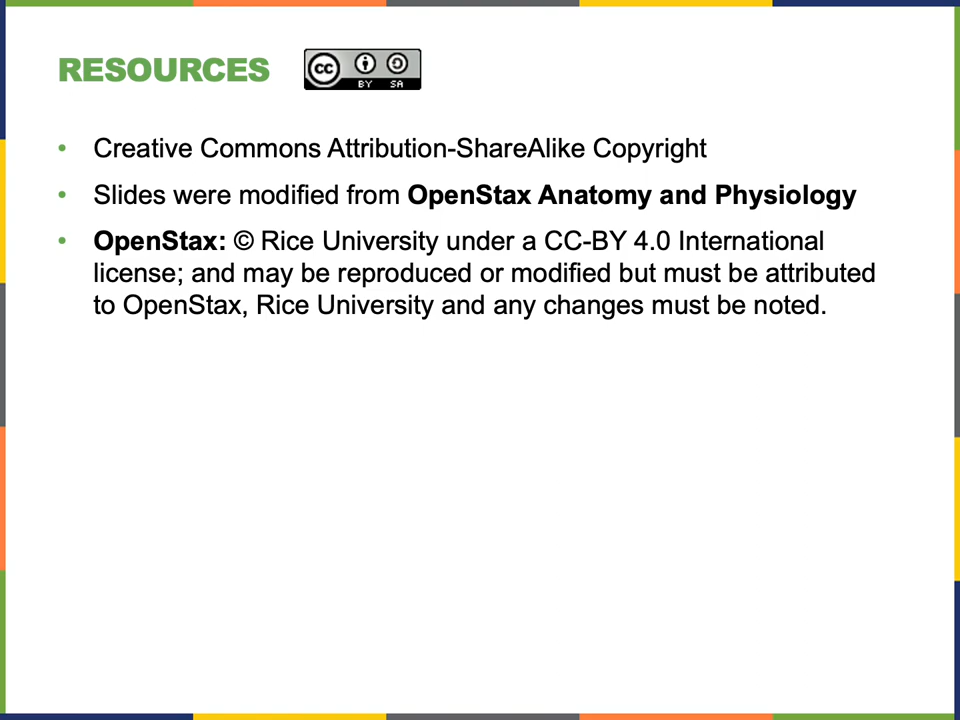 RESOURCES
cc BY SA
• Creative Commons Attribution-ShareAlike Copyright
• Slides were modified from OpenStax Anatomy and Physiology
• OpenStax: © Rice University under a CC-BY 4.0 International
license; and may be reproduced or modified but must be attributed
to OpenStax, Rice University and any changes must be noted.